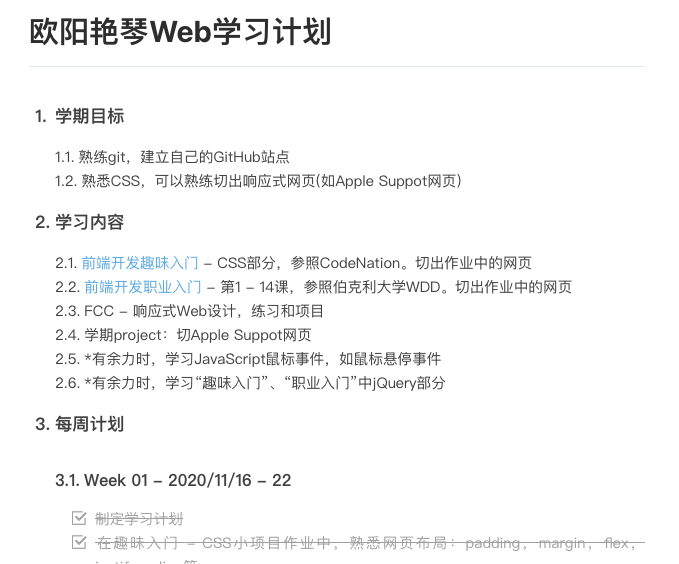 欧阳艳琴Web学习计划
1. 学期目标
1.1. 熟练git，建立自己的GitHub站点
1.2. 熟悉CSS，可以熟练切出响应式网页(如Apple Suppot网页)
2. 学习内容
2.1. 前端开发趣味入门 – CSS部分，参照CodeNation。切出作业中的网页
2.2. 前端开发职业入门 – 第1 – 14课，参照伯克利大学WDD。切出作业中的网页
2.3. FCC – 响应式Web设计，练习和项目
2.4. 学期project：切Apple Suppot网页
2.5. *有余力时，学习JavaScript鼠标事件，如鼠标悬停事件
2.6. *有余力时，学习“趣味入门”、“职业入门”中jQuery部分
3. 每周计划
3.1. Week 01 – 2020/11/16 – 22
制定学习计划
在趣味入门 – CSS小项目作业中，熟悉网页布局：padding，margin，flex，